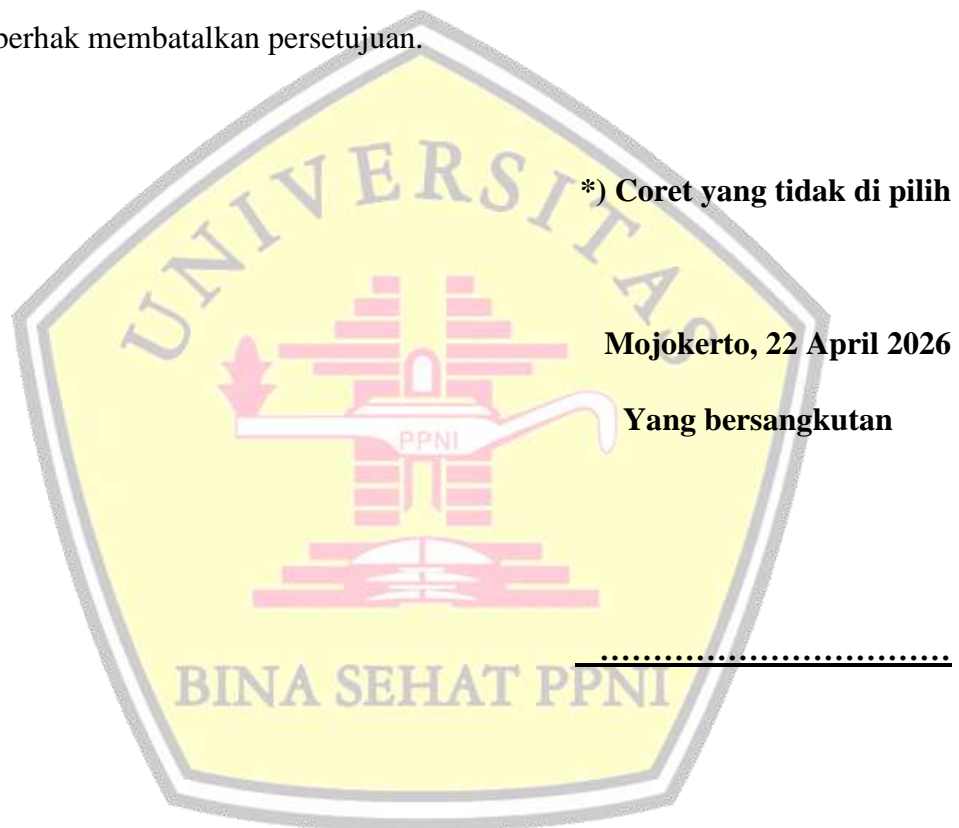 berhak membatalkan persetujuan.
UNIVERSITAS
*) Coret yang tidak di pilih
Mojokerto, 22 April 2026
Yang bersangkutan
PPNI
……………………………
BINA SEHAT PPNI